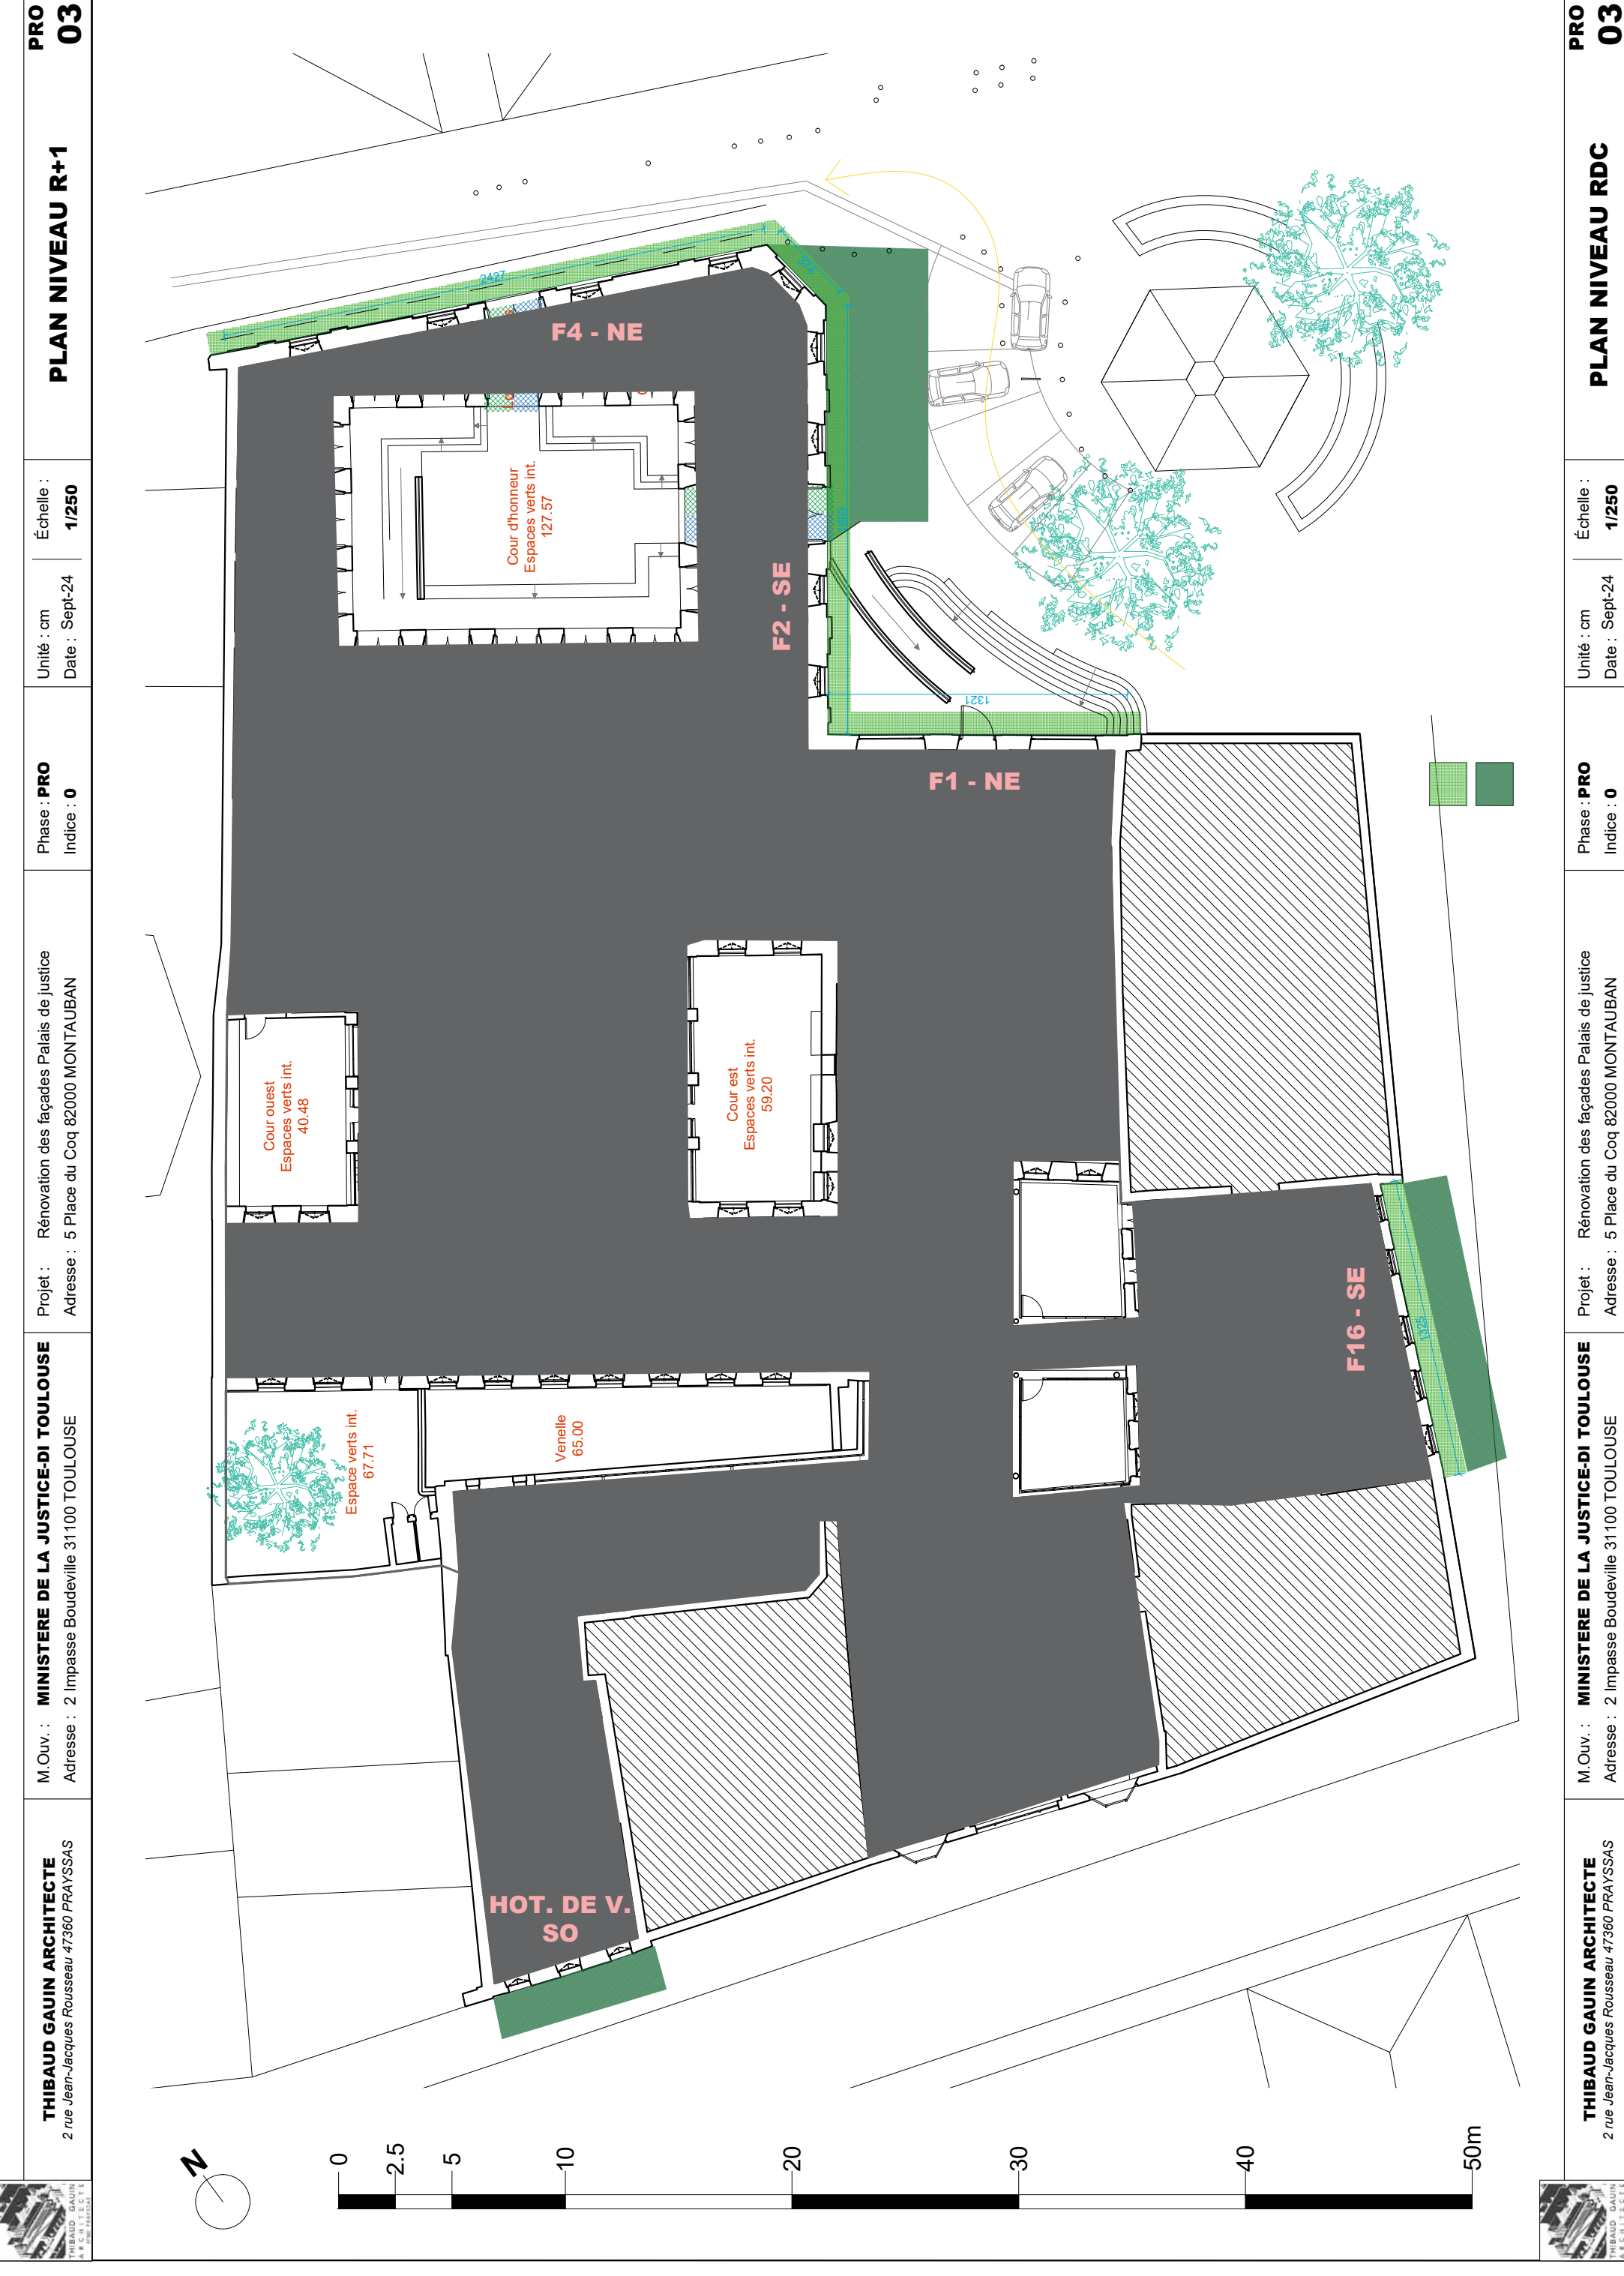 THIBAUD GAUIN
ARCHITECTE
THIBAUD GAUIN ARCHITECTE
2 rue Jean-Jacques Rousseau 47360 PRAYSSAS
M.Ouv. : MINISTERE DE LA JUSTICE-DI TOULOUSE
Adresse : 2 Impasse Boudeville 31100 TOULOUSE
Projet : Rénovation des façades Palais de justice
Adresse : 5 Place du Coq 82000 MONTAUBAN
Phase : PRO
Indice : 0
Unité : cm
Date : Sept-24
Échelle :
1/250
PLAN NIVEAU R+1
PRO
03
2427
F4 - NE
Cour d'honneur
Espaces verts int.
127.57
F2 - SE
1321
F1 - NE
Cour ouest
Espaces verts int.
40.48
Cour est
Espaces verts int.
59.20
F16 - SE
1325
Espace verts int.
67.71
Venelle
65.00
HOT. DE V.
SO
N
0
2.5
5
10
20
30
40
50m
THIBAUD GAUIN
ARCHITECTE
THIBAUD GAUIN ARCHITECTE
2 rue Jean-Jacques Rousseau 47360 PRAYSSAS
M.Ouv. : MINISTERE DE LA JUSTICE-DI TOULOUSE
Adresse : 2 Impasse Boudeville 31100 TOULOUSE
Projet : Rénovation des façades Palais de justice
Adresse : 5 Place du Coq 82000 MONTAUBAN
Phase : PRO
Indice : 0
Unité : cm
Date : Sept-24
Échelle :
1/250
PLAN NIVEAU RDC
PRO
03